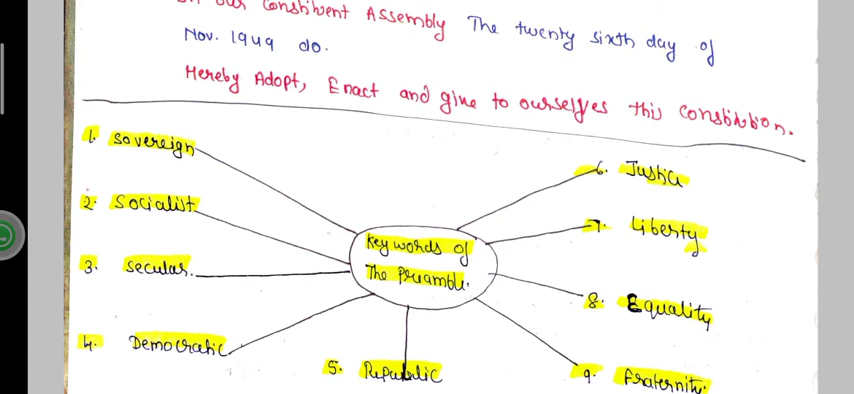 our Constituent Assembly The twenty sixth day of
Nov. 1949 do.
Hereby Adopt, Enact and give to ourselves this Constitution.
1. Sovereign
2. Socialist
3. Secular
4. Democratic
5. Republic
Key words of
The Preamble.
6. Justice
7. Liberty
8. Equality
9. Fraternity.